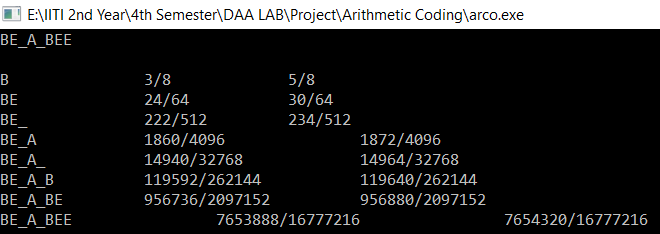 E:\IITI 2nd Year\4th Semester\DAA LAB\Project\Arithmetic Coding\arco.exe
BE_A_BEE
B 3/8 5/8
BE 24/64 30/64
BE_ 222/512 234/512
BE_A 1860/4096 1872/4096
BE_A_ 14940/32768 14964/32768
BE_A_B 119592/262144 119640/262144
BE_A_BE 956736/2097152 956880/2097152
BE_A_BEE 7653888/16777216 7654320/16777216